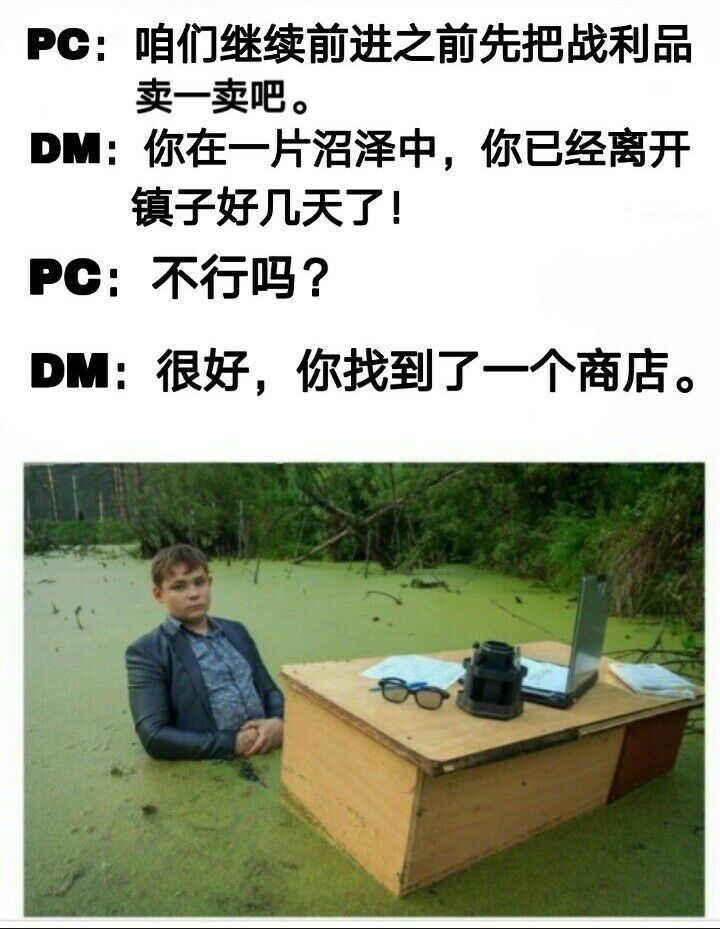 PC：咱们继续前进之前先把战利品
卖一卖吧。
DM：你在一片沼泽中，你已经离开
镇子好几天了！
PC：不行吗？
DM：很好，你找到了一个商店。